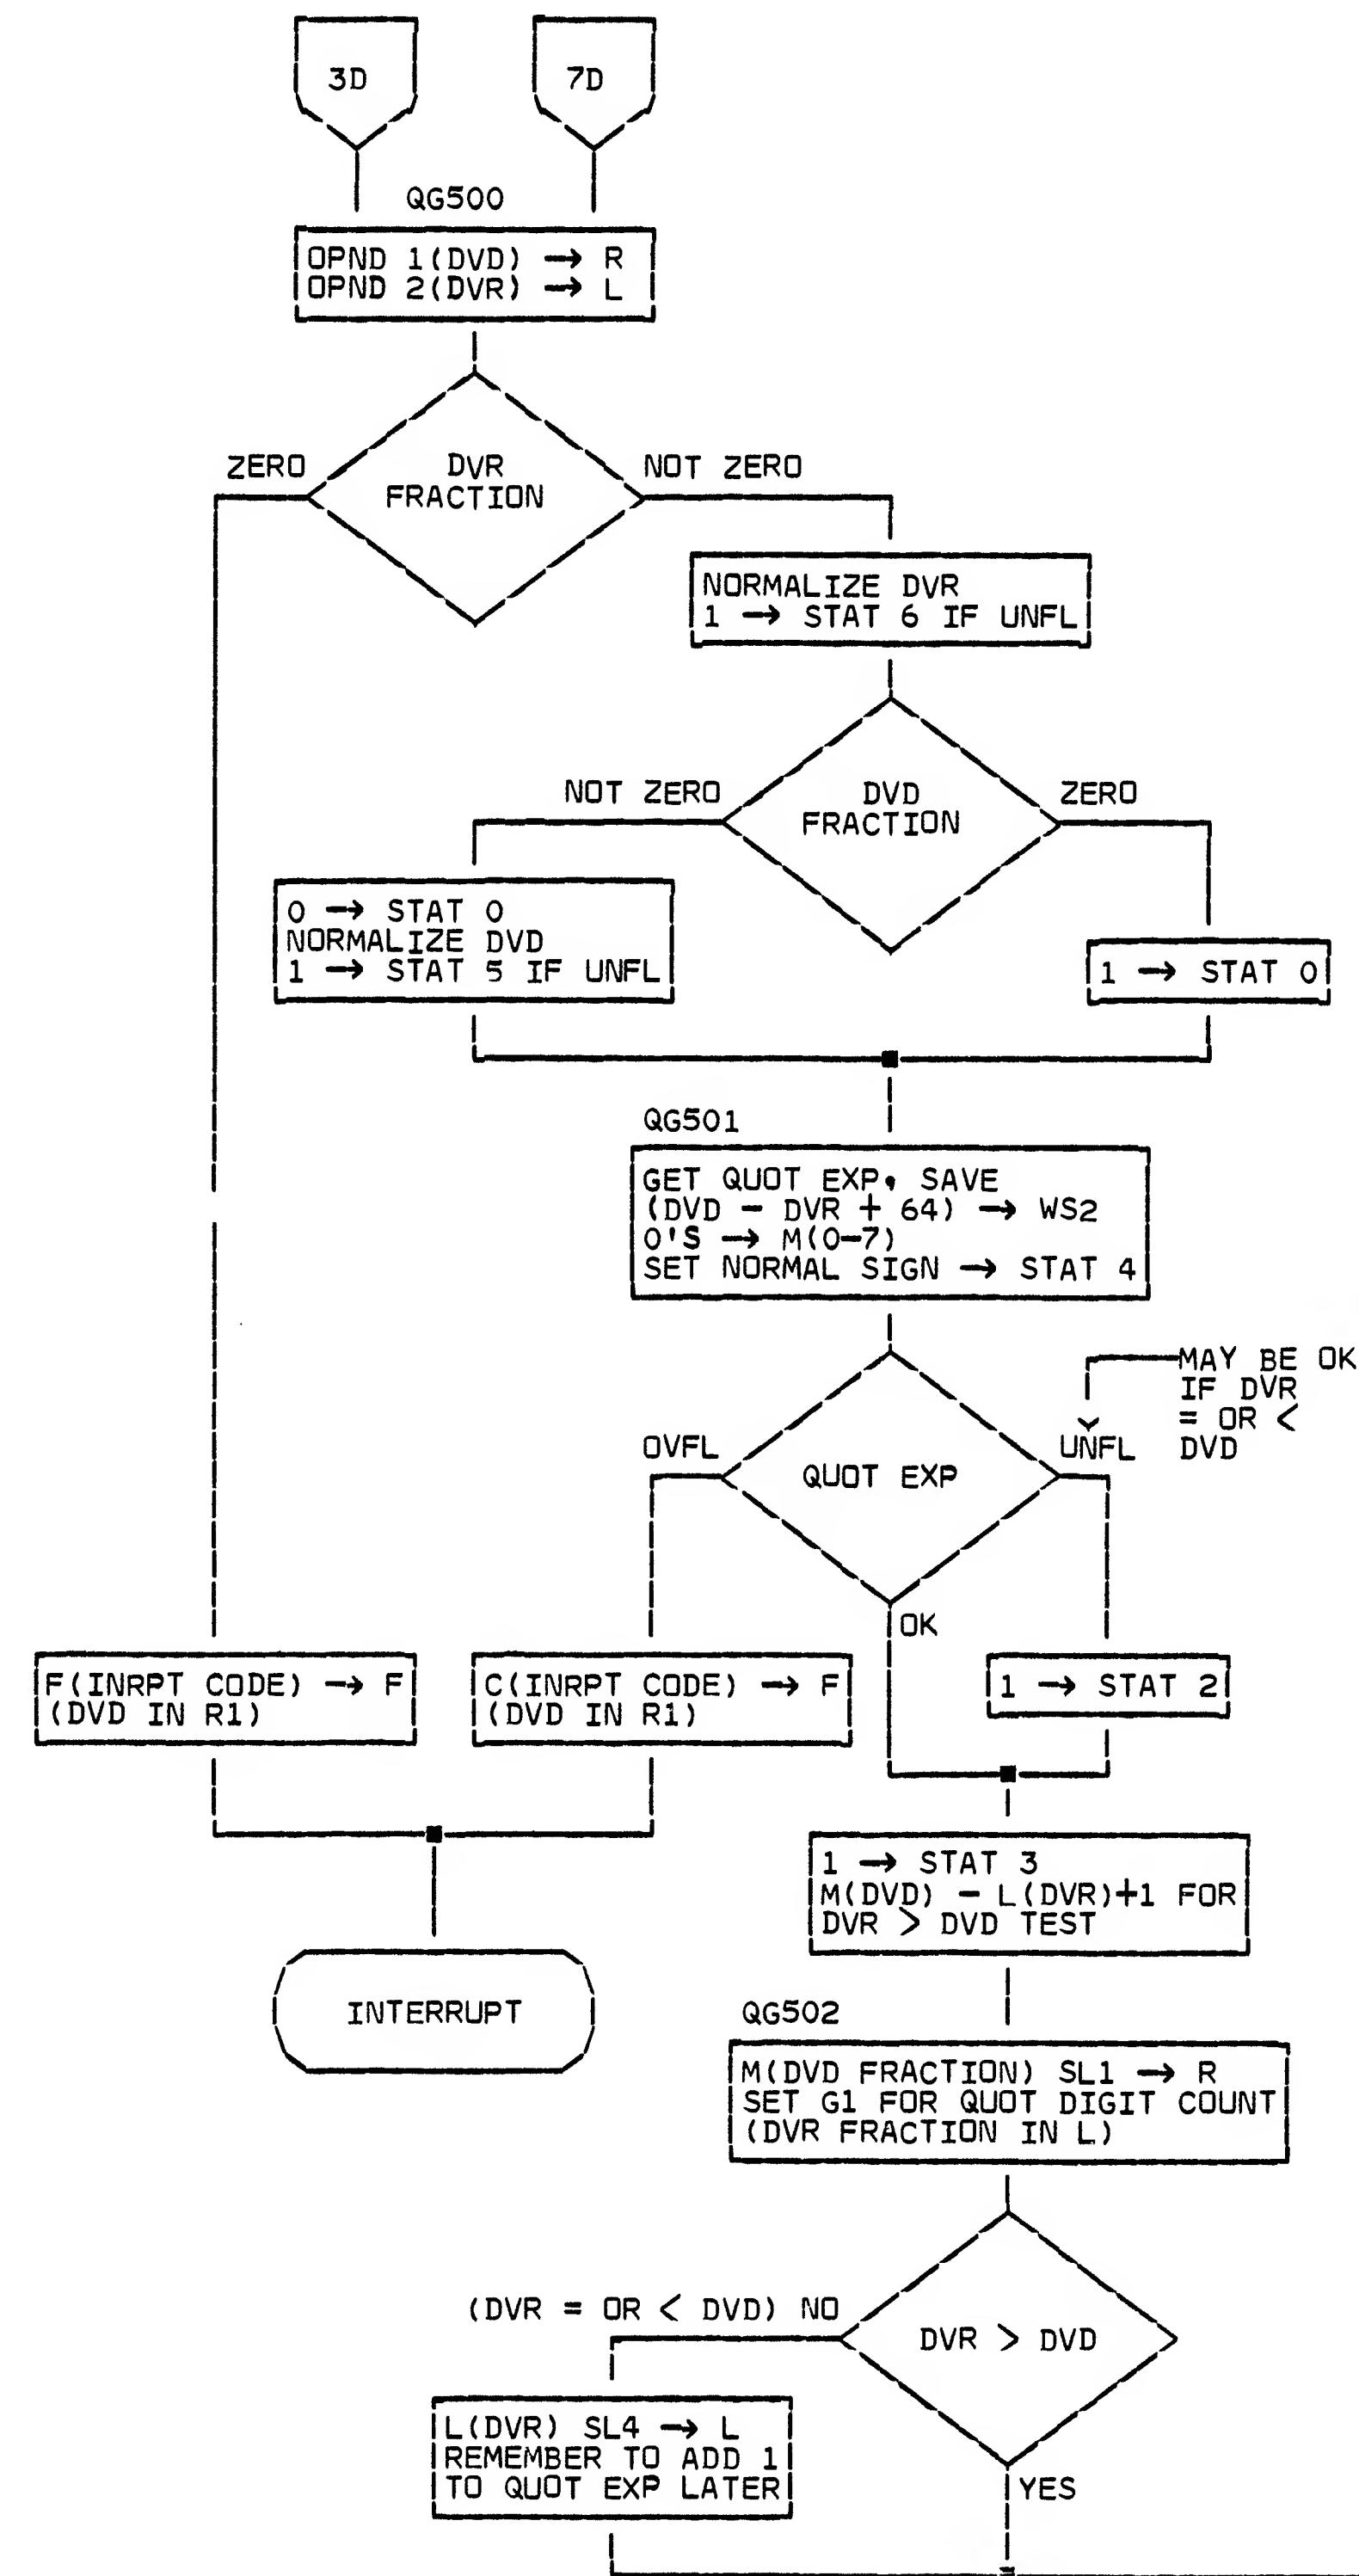 3D
7D
QG500
OPND 1(DVD) → R
OPND 2(DVR) → L
ZERO
DVR
FRACTION
NOT ZERO
NORMALIZE DVR
1 → STAT 6 IF UNFL
NOT ZERO
DVD
FRACTION
ZERO
0 → STAT 0
NORMALIZE DVD
1 → STAT 5 IF UNFL
1 → STAT 0
QG501
GET QUOT EXP. SAVE
(DVD - DVR + 64) → WS2
0'S → M(0-7)
SET NORMAL SIGN → STAT 4
MAY BE OK
IF DVR
= OR <
DVD
OVFL
QUOT EXP
UNFL
OK
F(INRPT CODE) → F
(DVD IN R1)
C(INRPT CODE) → F
(DVD IN R1)
1 → STAT 2
1 → STAT 3
M(DVD) - L(DVR)+1 FOR
DVR > DVD TEST
INTERRUPT
QG502
M(DVD FRACTION) SL1 → R
SET G1 FOR QUOT DIGIT COUNT
(DVR FRACTION IN L)
(DVR = OR < DVD) NO
DVR > DVD
L(DVR) SL4 → L
REMEMBER TO ADD 1
TO QUOT EXP LATER
YES